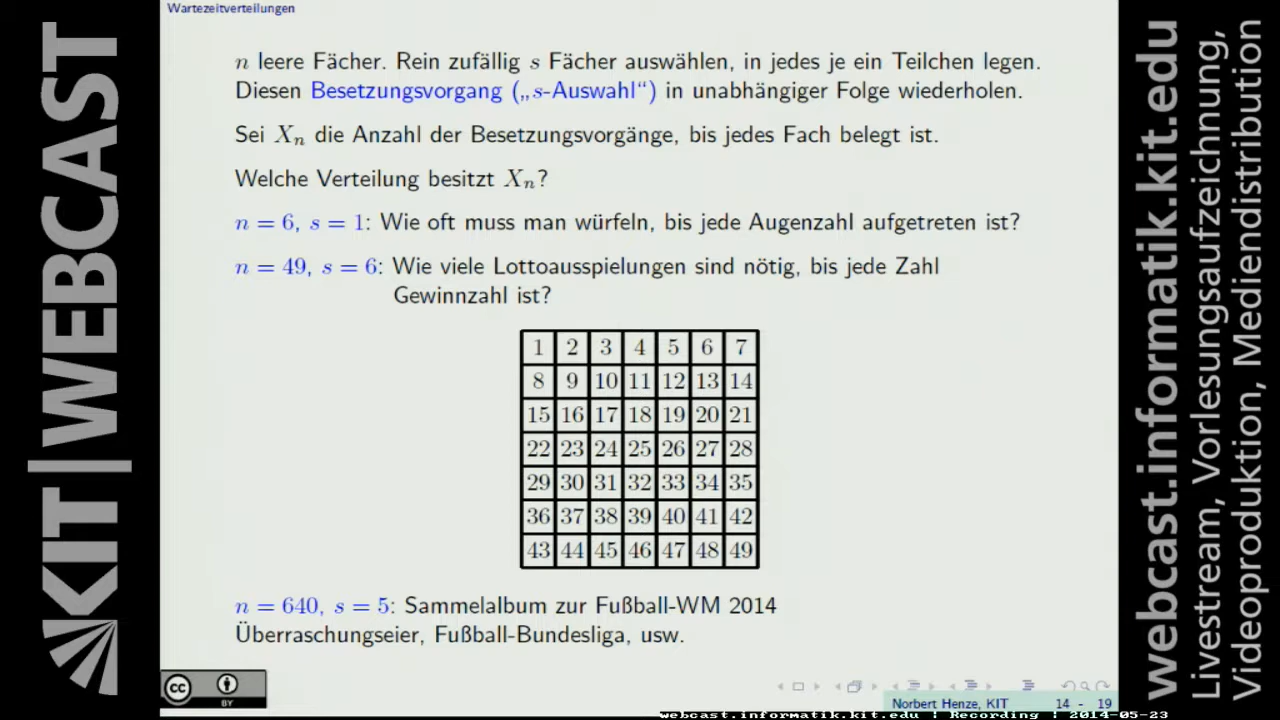 Wartezeitverteilungen
n leere Fächer. Rein zufällig s Fächer auswählen, in jedes je ein Teilchen legen.
Diesen Besetzungsvorgang („s-Auswahl“) in unabhängiger Folge wiederholen.
Sei Xn die Anzahl der Besetzungsvorgänge, bis jedes Fach belegt ist.
Welche Verteilung besitzt Xn?
n = 6, s = 1: Wie oft muss man würfeln, bis jede Augenzahl aufgetreten ist?
n = 49, s = 6: Wie viele Lottoausspielungen sind nötig, bis jede Zahl
Gewinnzahl ist?
1 2 3 4 5 6 7
8 9 10 11 12 13 14
15 16 17 18 19 20 21
22 23 24 25 26 27 28
29 30 31 32 33 34 35
36 37 38 39 40 41 42
43 44 45 46 47 48 49
n = 640, s = 5: Sammelalbum zur Fußball-WM 2014
Überraschungseier, Fußball-Bundesliga, usw.
cc BY
Norbert Henze, KIT 14 - 19
webcast.informatik.kit.edu | Recording | 2014-05-23
KIT | WEBCAST
webcast.informatik.kit.edu
Livestream, Vorlesungsaufzeichnung,
Videoproduktion, Mediendistribution